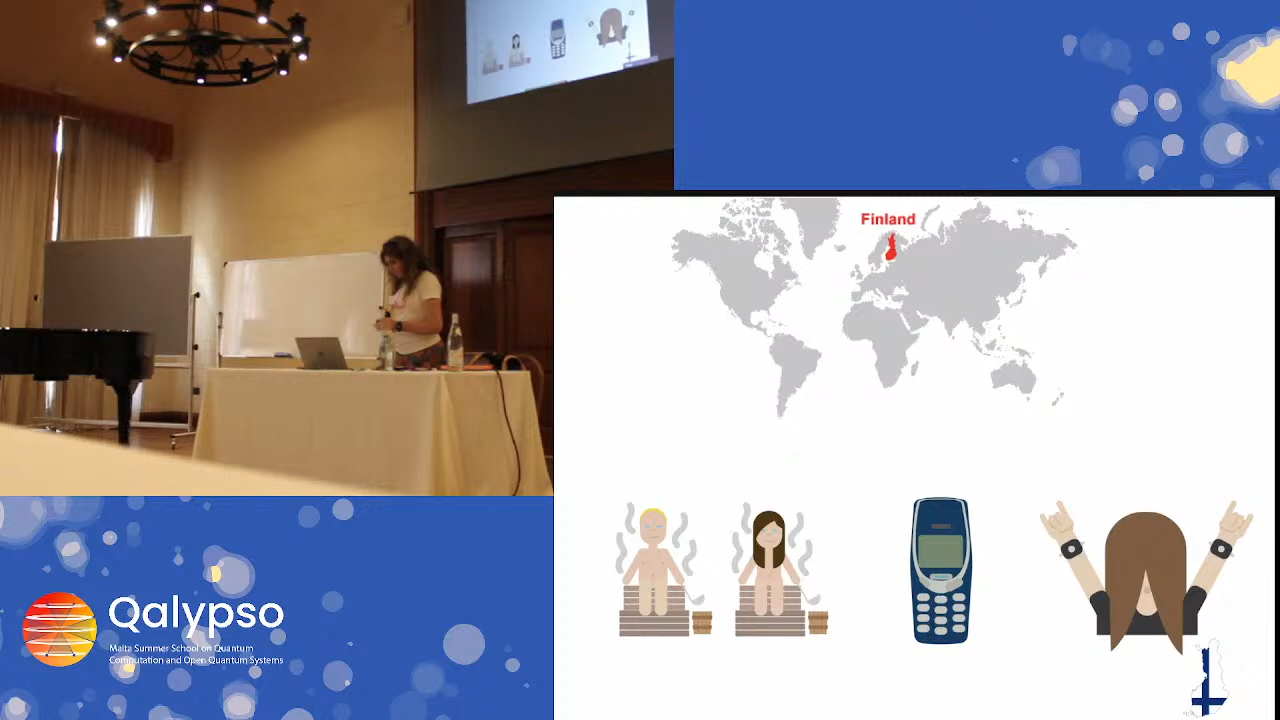 Finland
Qalypso
Malta Summer School on Quantum
Computation and Open Quantum Systems